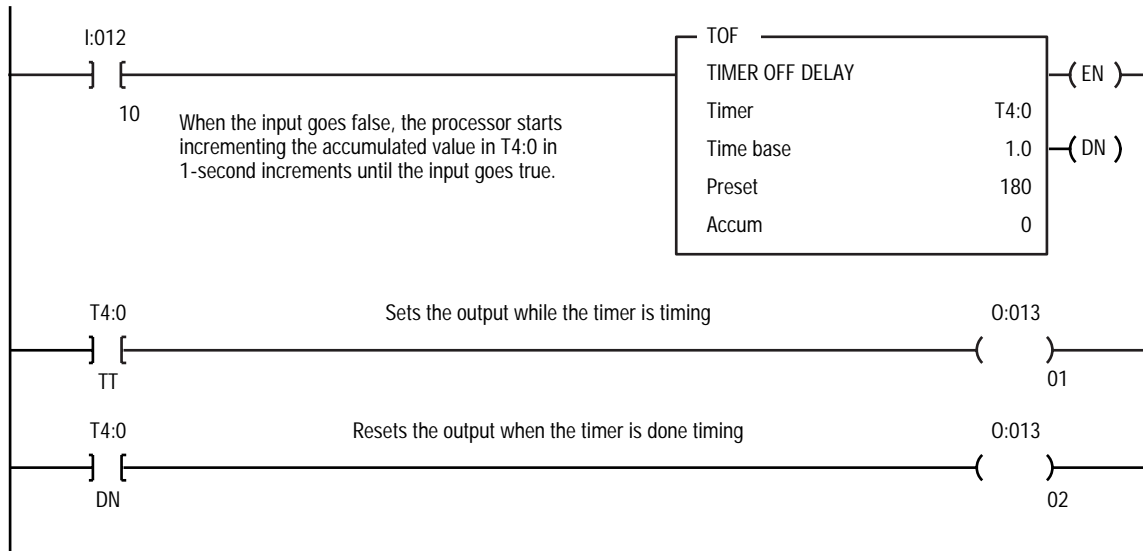 I:012
10
When the input goes false, the processor starts
incrementing the accumulated value in T4:0 in
1-second increments until the input goes true.
TOF
TIMER OFF DELAY
Timer T4:0
Time base 1.0
Preset 180
Accum 0
EN
DN
T4:0
TT
Sets the output while the timer is timing
O:013
01
T4:0
DN
Resets the output when the timer is done timing
O:013
02